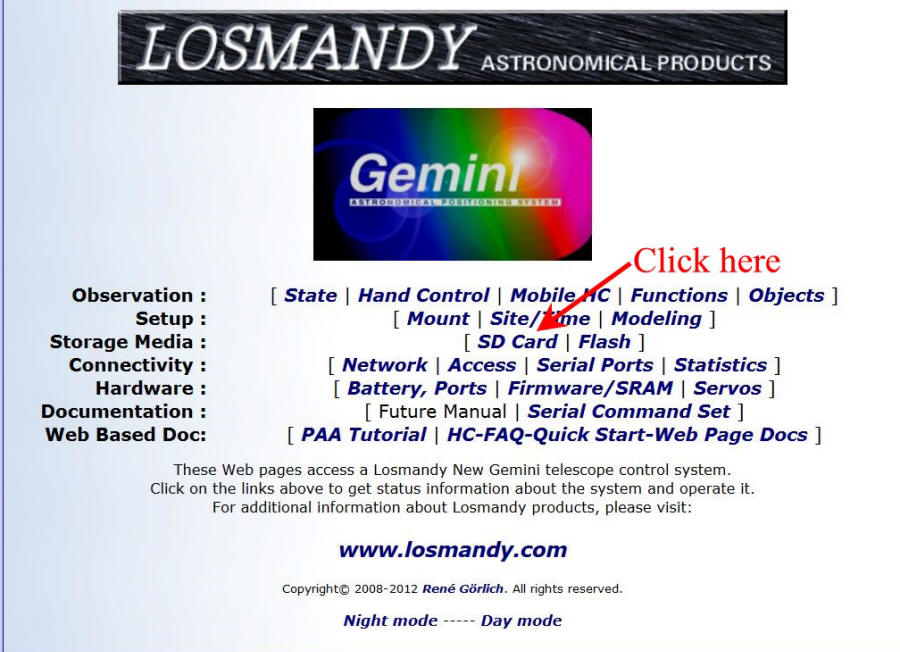 LOSMANDY ASTRONOMICAL PRODUCTS
Gemini
ASTRONOMICAL POSITIONING SYSTEM
Click here
Observation : [ State | Hand Control | Mobile HC | Functions | Objects ]
Setup : [ Mount | Site/Time | Modeling ]
Storage Media : [ SD Card | Flash ]
Connectivity : [ Network | Access | Serial Ports | Statistics ]
Hardware : [ Battery, Ports | Firmware/SRAM | Servos ]
Documentation : [ Future Manual | Serial Command Set ]
Web Based Doc: [ PAA Tutorial | HC-FAQ-Quick Start-Web Page Docs ]
These Web pages access a Losmandy New Gemini telescope control system.
Click on the links above to get status information about the system and operate it.
For additional information about Losmandy products, please visit:
www.losmandy.com
Copyright© 2008-2012 René Görlich. All rights reserved.
Night mode ----- Day mode